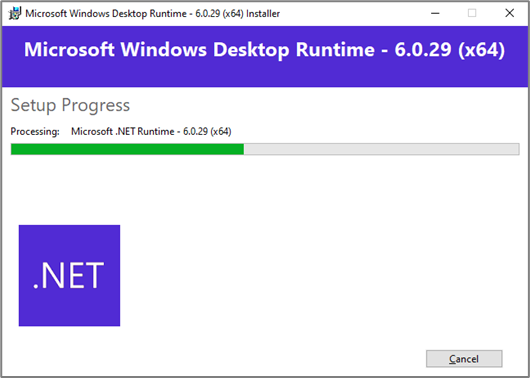 Microsoft Windows Desktop Runtime - 6.0.29 (x64) Installer
Microsoft Windows Desktop Runtime - 6.0.29 (x64)
Setup Progress
Processing: Microsoft .NET Runtime - 6.0.29 (x64)
.NET
Cancel